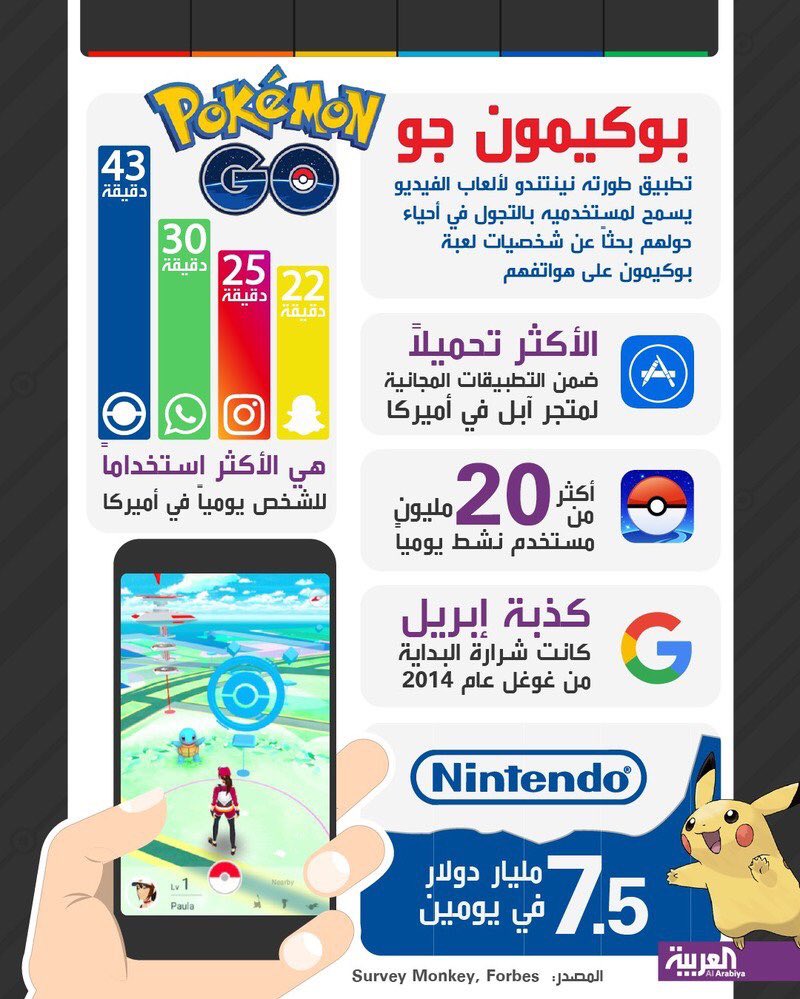 POKéMON
GO
بوكيمون جو
تطبيق طورته نينتندو لألعاب الفيديو
يسمح لمستخدميه بالتجول في أحياء
حولهم بحثاً عن شخصيات لعبة
بوكيمون على هواتفهم
43
دقيقة
30
دقيقة
25
دقيقة
22
دقيقة
هي الأكثر استخداماً
للشخص يومياً في أميركا
الأكثر تحميلاً
ضمن التطبيقات المجانية
لمتجر آبل في أميركا
أكثر من 20 مليون
مستخدم نشط يومياً
كذبة إبريل
كانت شرارة البداية
من غوغل عام 2014
Nintendo®
7.5 مليار دولار
في يومين
Lv 1
Paula
Nearby
المصدر: Survey Monkey, Forbes
العربية
Al Arabiya